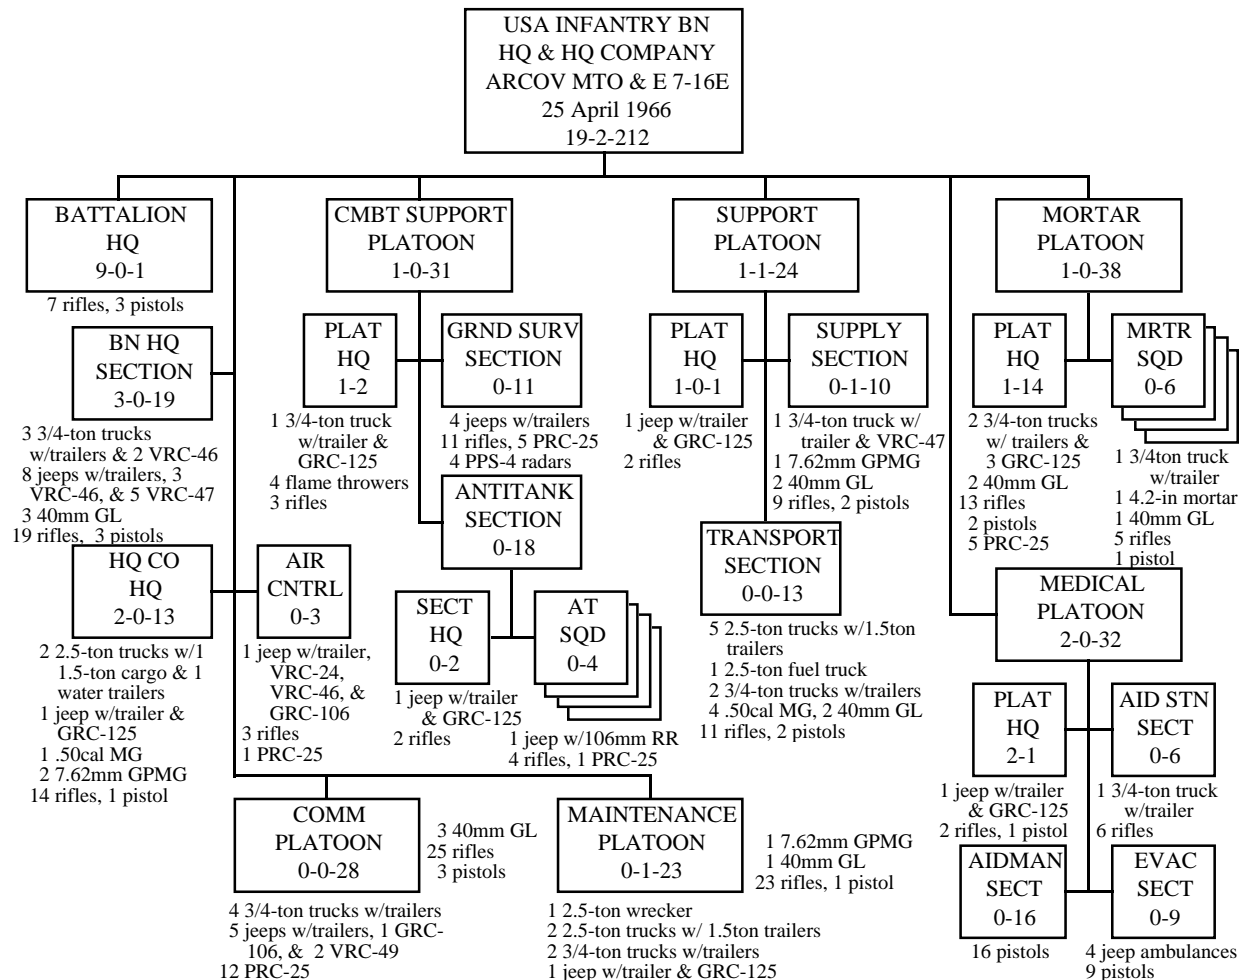 USA INFANTRY BN
HQ & HQ COMPANY
ARCOV MTO & E 7-16E
25 April 1966
19-2-212
BATTALION
HQ
9-0-1
7 rifles, 3 pistols
BN HQ
SECTION
3-0-19
3 3/4-ton trucks
w/trailers & 2 VRC-46
8 jeeps w/trailers, 3
VRC-46, & 5 VRC-47
3 40mm GL
19 rifles, 3 pistols
HQ CO
HQ
2-0-13
2 2.5-ton trucks w/1
1.5-ton cargo & 1
water trailers
1 jeep w/trailer &
GRC-125
1 .50cal MG
2 7.62mm GPMG
14 rifles, 1 pistol
AIR
CNTRL
0-3
1 jeep w/trailer,
VRC-24,
VRC-46, &
GRC-106
3 rifles
1 PRC-25
CMBT SUPPORT
PLATOON
1-0-31
PLAT
HQ
1-2
1 3/4-ton truck
w/trailer &
GRC-125
4 flame throwers
3 rifles
GRND SURV
SECTION
0-11
4 jeeps w/trailers
11 rifles, 5 PRC-25
4 PPS-4 radars
ANTITANK
SECTION
0-18
SECT
HQ
0-2
1 jeep w/trailer
& GRC-125
2 rifles
AT
SQD
0-4
1 jeep w/106mm RR
4 rifles, 1 PRC-25
SUPPORT
PLATOON
1-1-24
PLAT
HQ
1-0-1
1 jeep w/trailer
& GRC-125
2 rifles
SUPPLY
SECTION
0-1-10
1 3/4-ton truck w/
trailer & VRC-47
1 7.62mm GPMG
2 40mm GL
9 rifles, 2 pistols
TRANSPORT
SECTION
0-0-13
5 2.5-ton trucks w/1.5ton
trailers
1 2.5-ton fuel truck
2 3/4-ton trucks w/trailers
4 .50cal MG, 2 40mm GL
11 rifles, 2 pistols
MORTAR
PLATOON
1-0-38
PLAT
HQ
1-14
2 3/4-ton trucks
w/ trailers &
3 GRC-125
2 40mm GL
13 rifles
2 pistols
5 PRC-25
MRTR
SQD
0-6
1 3/4ton truck
w/trailer
1 4.2-in mortar
1 40mm GL
5 rifles
1 pistol
MEDICAL
PLATOON
2-0-32
PLAT
HQ
2-1
1 jeep w/trailer
& GRC-125
2 rifles, 1 pistol
AID STN
SECT
0-6
1 3/4-ton truck
w/trailer
6 rifles
AIDMAN
SECT
0-16
16 pistols
EVAC
SECT
0-9
4 jeep ambulances
9 pistols
COMM
PLATOON
0-0-28
3 40mm GL
25 rifles
3 pistols
4 3/4-ton trucks w/trailers
5 jeeps w/trailers, 1 GRC-
106, & 2 VRC-49
12 PRC-25
MAINTENANCE
PLATOON
0-1-23
1 7.62mm GPMG
1 40mm GL
23 rifles, 1 pistol
1 2.5-ton wrecker
2 2.5-ton trucks w/ 1.5ton trailers
2 3/4-ton trucks w/trailers
1 jeep w/trailer & GRC-125